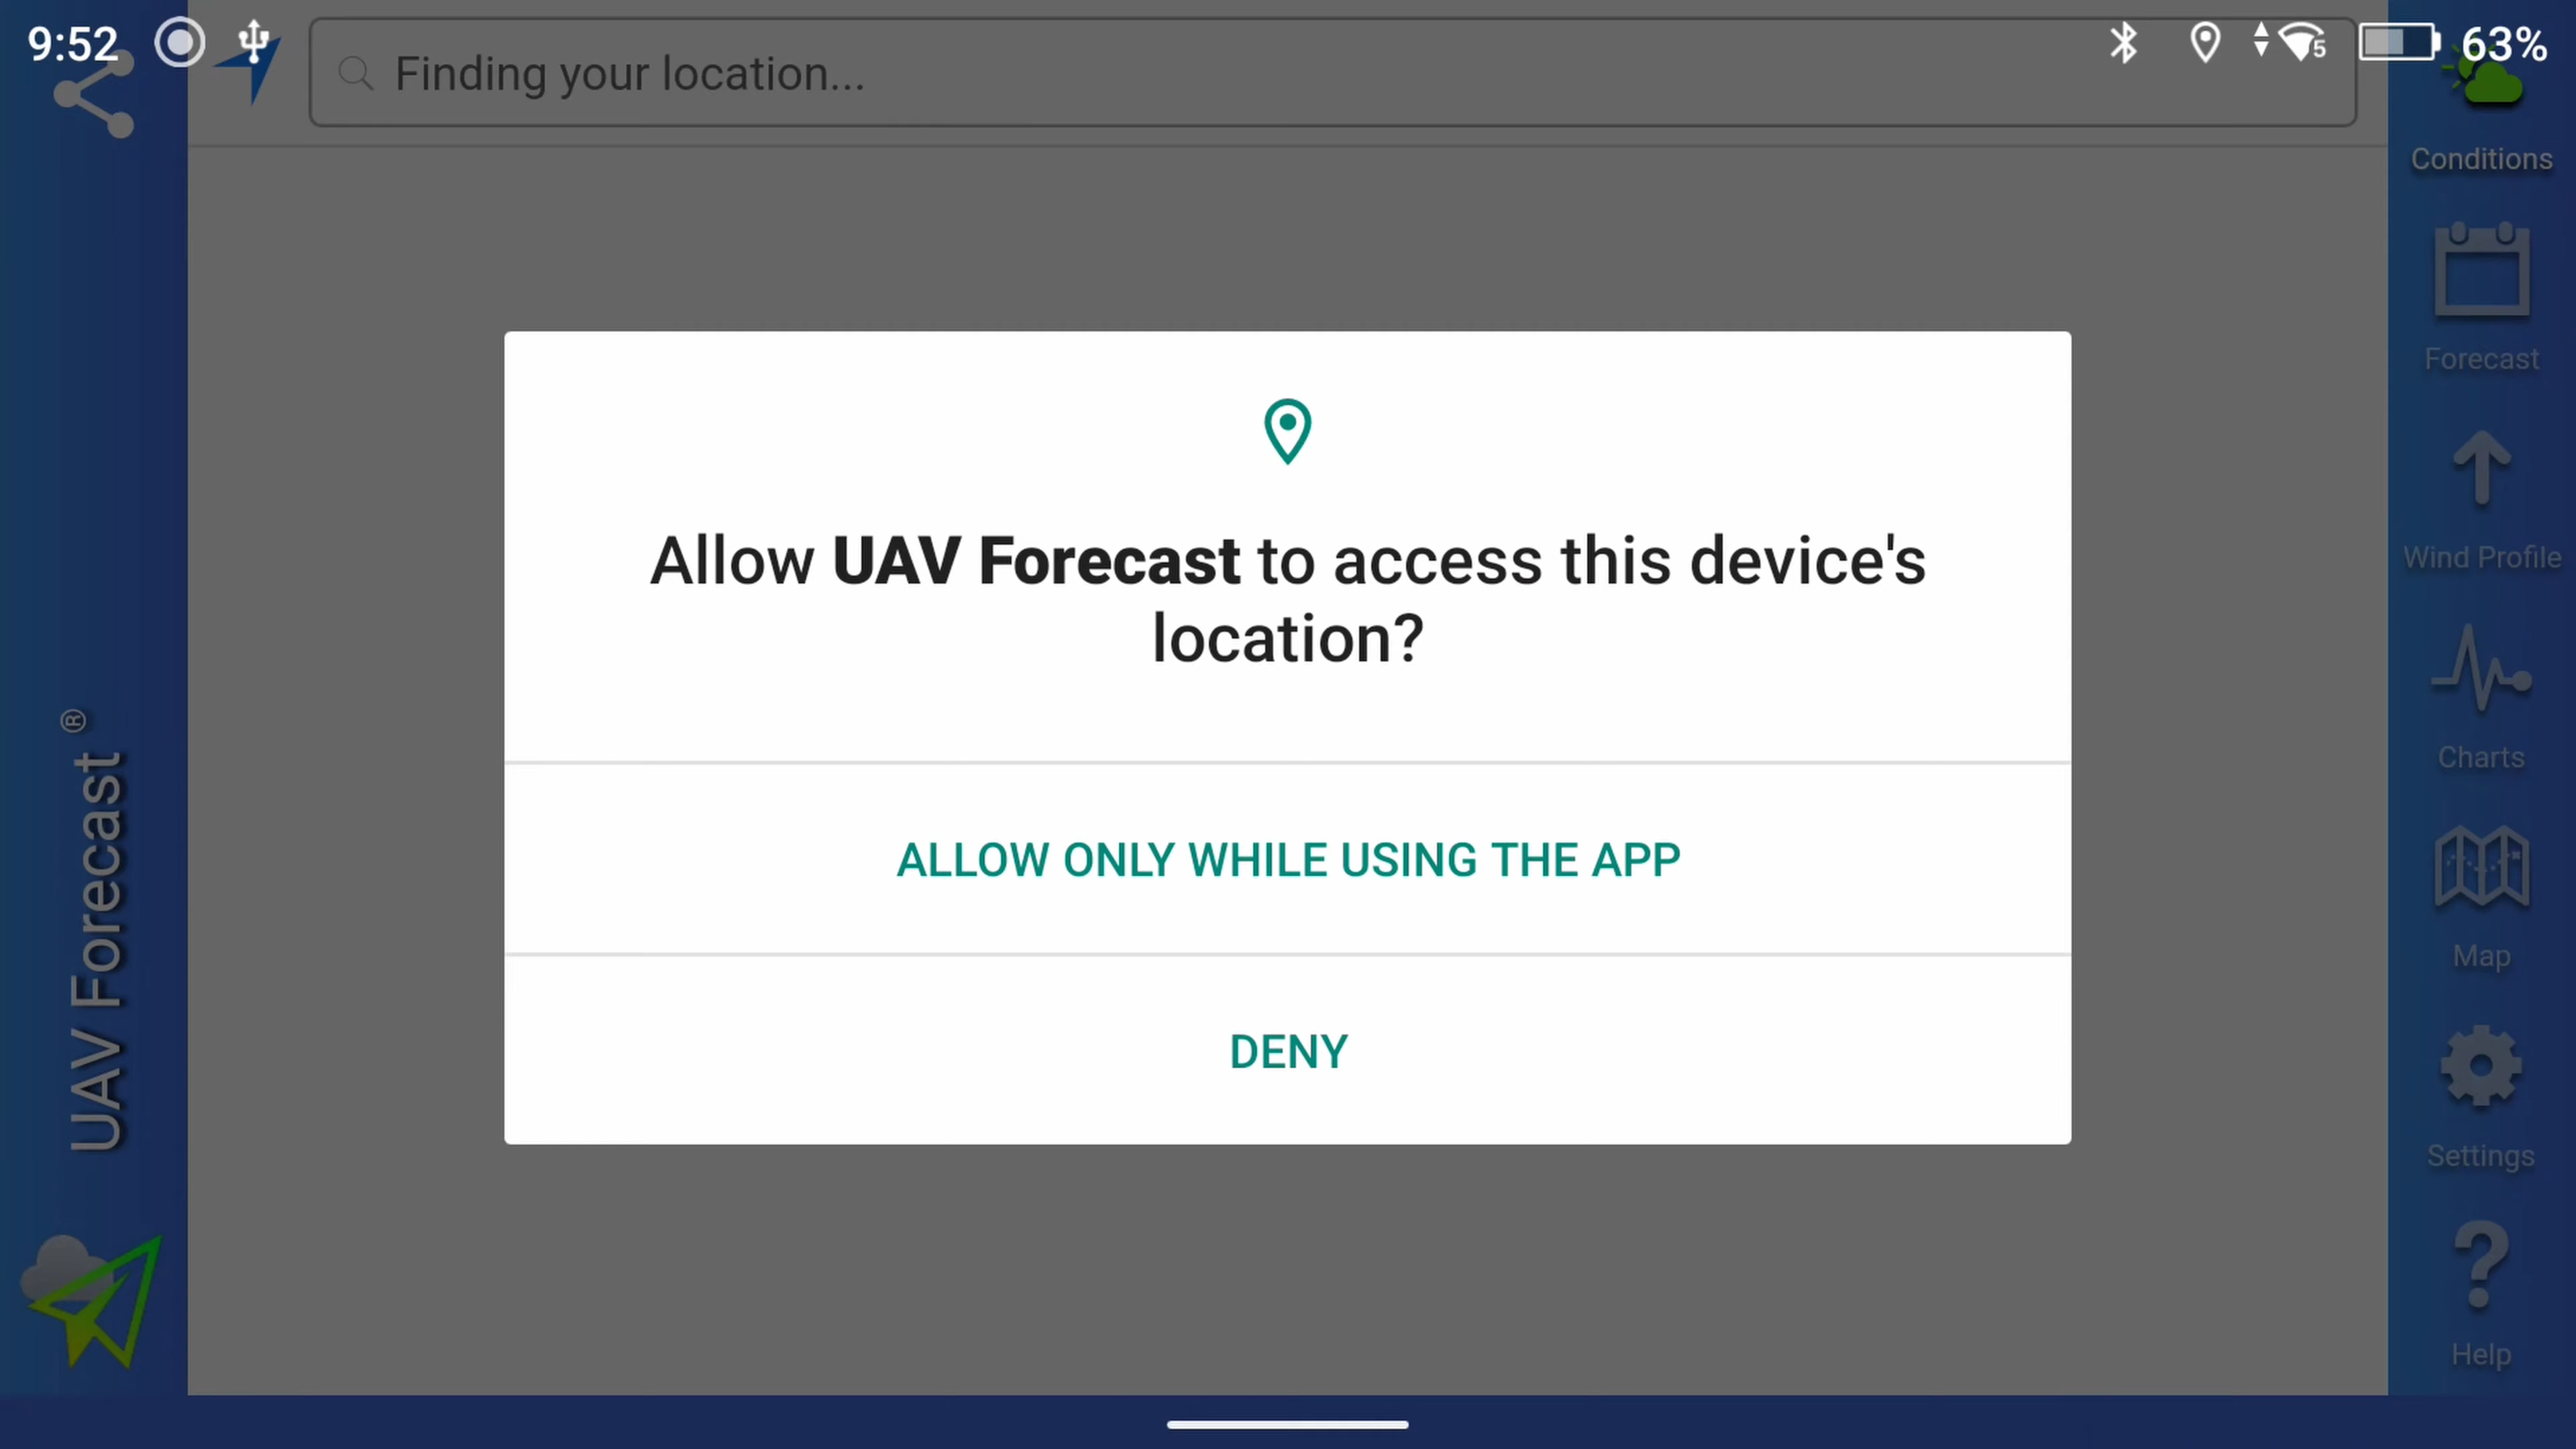 9:52
5
63%
Finding your location...
Allow UAV Forecast to access this device's
location?
ALLOW ONLY WHILE USING THE APP
DENY
UAV Forecast ®
Conditions
Forecast
Wind Profile
Charts
Map
Settings
Help